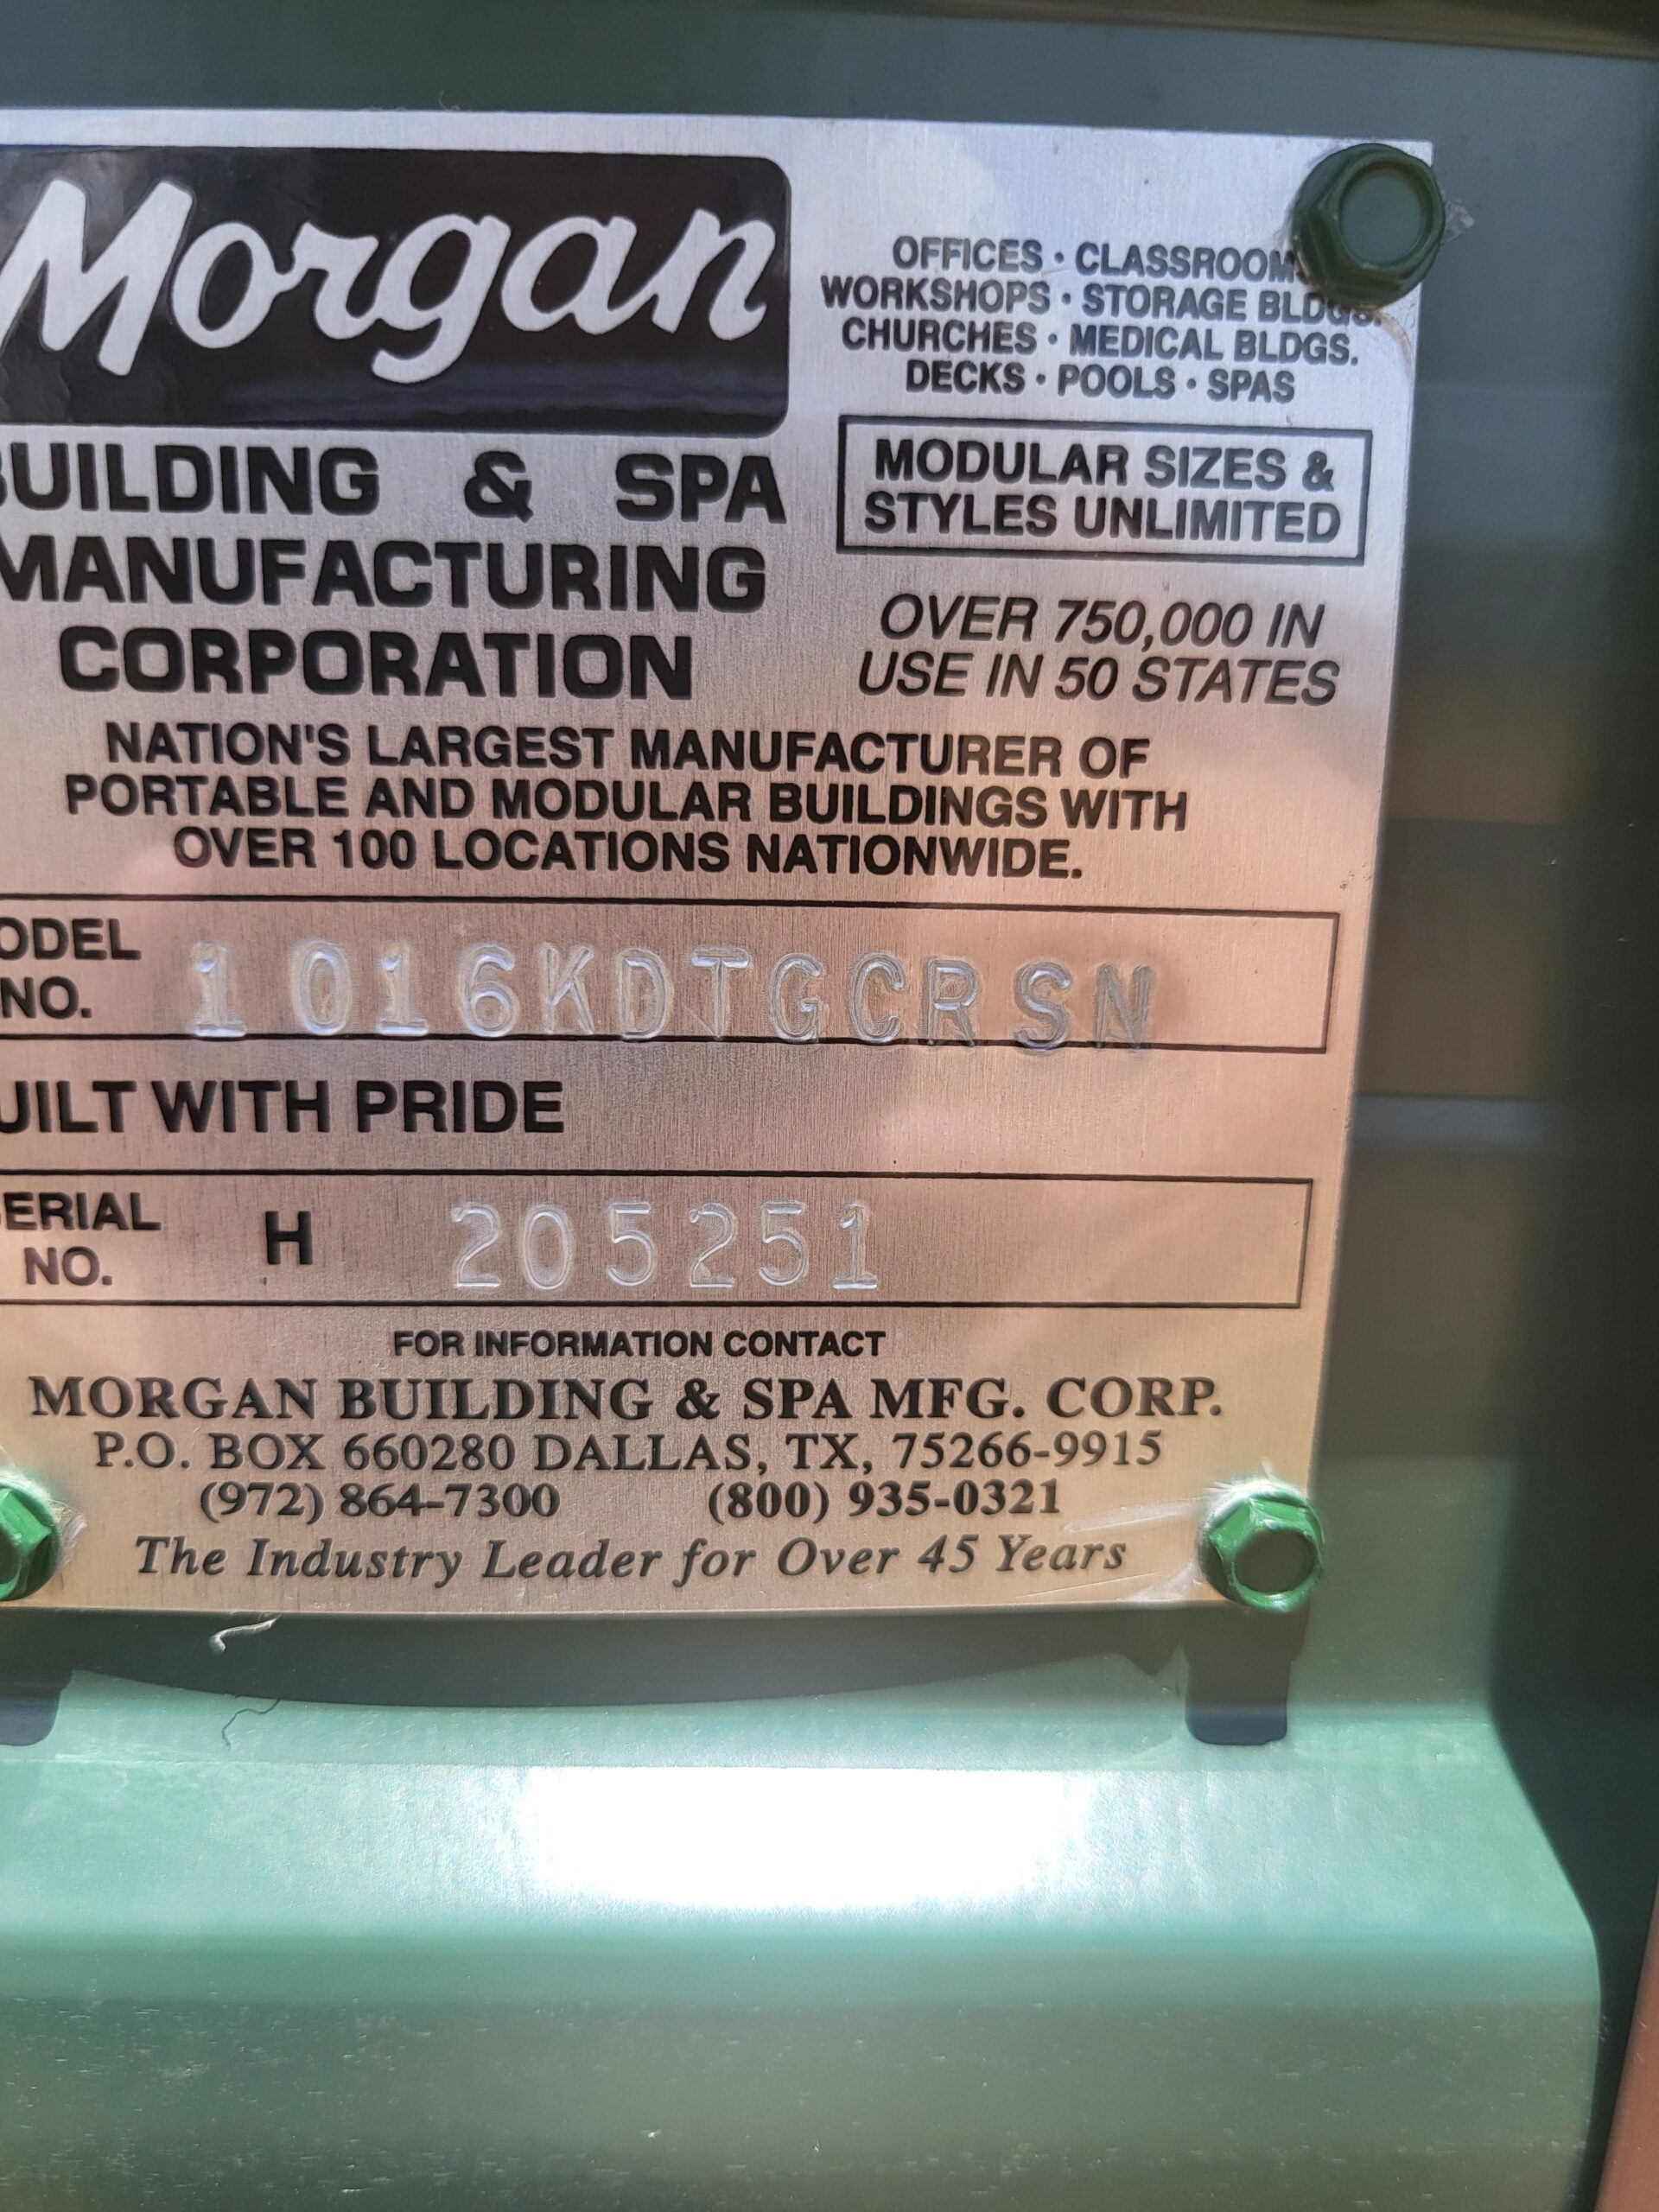 Morgan
OFFICES · CLASSROOMS
WORKSHOPS · STORAGE BLDGS.
CHURCHES · MEDICAL BLDGS.
DECKS · POOLS · SPAS
BUILDING & SPA
MANUFACTURING
CORPORATION
MODULAR SIZES &
STYLES UNLIMITED
OVER 750,000 IN
USE IN 50 STATES
NATION'S LARGEST MANUFACTURER OF
PORTABLE AND MODULAR BUILDINGS WITH
OVER 100 LOCATIONS NATIONWIDE.
ODEL
NO.
1016KDTGCRSN
UILT WITH PRIDE
ERIAL
NO.
H 205251
FOR INFORMATION CONTACT
MORGAN BUILDING & SPA MFG. CORP.
P.O. BOX 660280 DALLAS, TX, 75266-9915
(972) 864-7300 (800) 935-0321
The Industry Leader for Over 45 Years